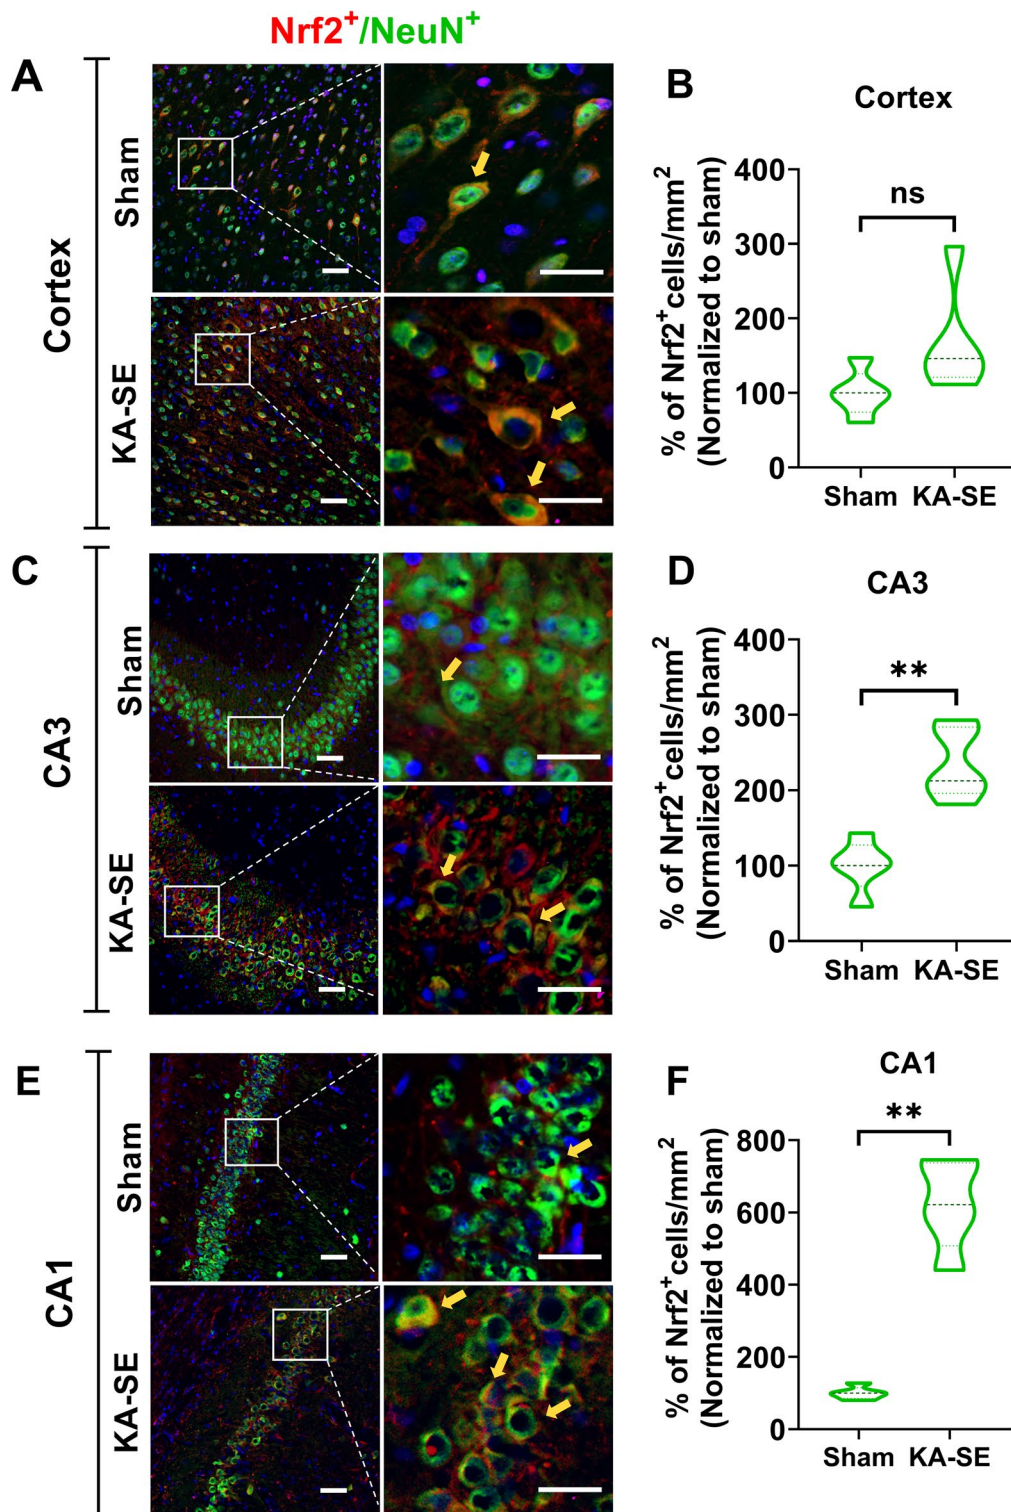 Nrf2⁺/NeuN⁺
A
Cortex
Sham
KA-SE
B
Cortex
% of Nrf2⁺cells/mm²
(Normalized to sham)
400
300
200
100
0
ns
Sham KA-SE
C
CA3
Sham
KA-SE
D
CA3
% of Nrf2⁺cells/mm²
(Normalized to sham)
400
300
200
100
0
**
Sham KA-SE
E
CA1
Sham
KA-SE
F
CA1
% of Nrf2⁺cells/mm²
(Normalized to sham)
800
600
400
200
0
**
Sham KA-SE